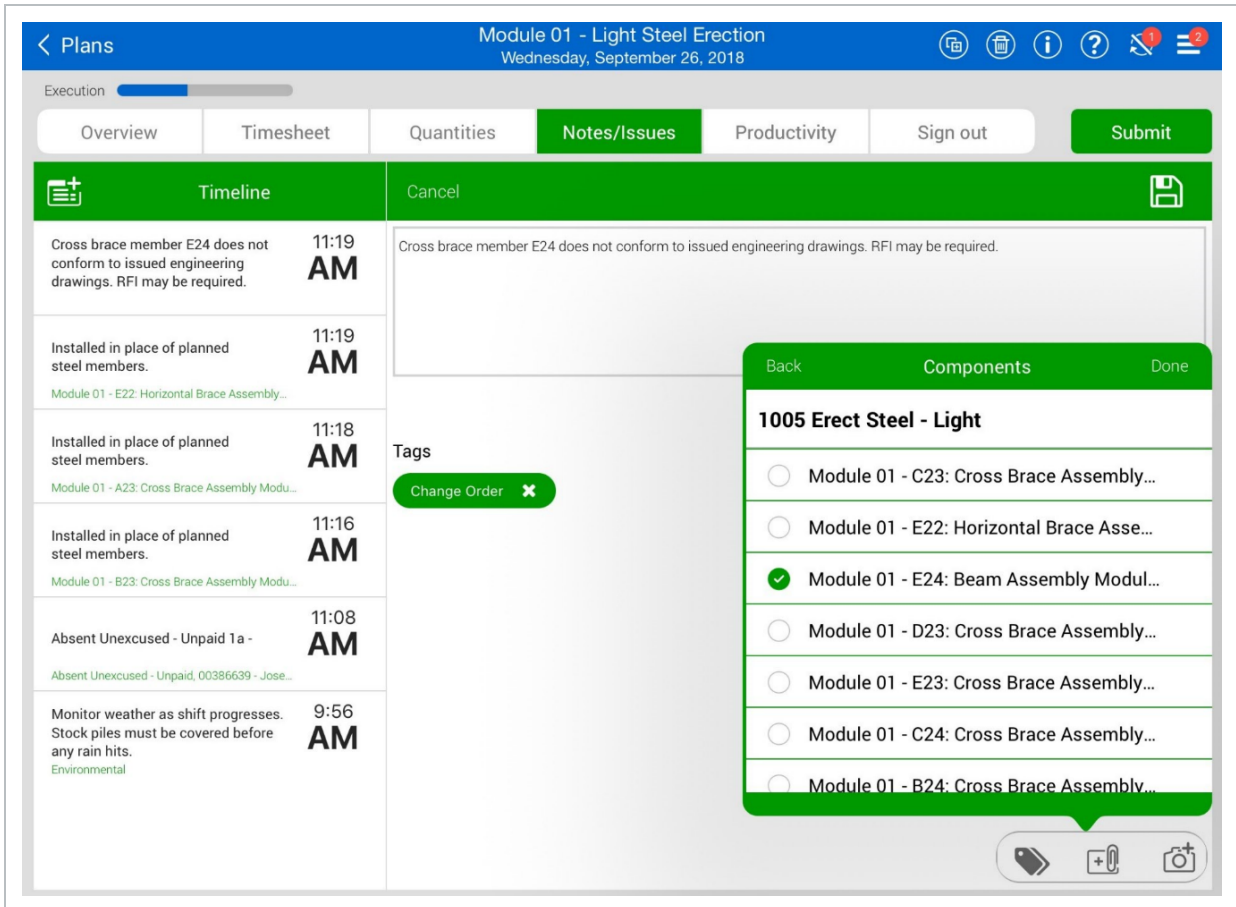 Plans
Module 01 - Light Steel Erection
Wednesday, September 26, 2018
1
2
Execution
Overview
Timesheet
Quantities
Notes/Issues
Productivity
Sign out
Submit
Timeline
Cross brace member E24 does not
conform to issued engineering
drawings. RFI may be required.
11:19
AM
Installed in place of planned
steel members.
Module 01 - E22: Horizontal Brace Assembly...
11:19
AM
Installed in place of planned
steel members.
Module 01 - A23: Cross Brace Assembly Modu...
11:18
AM
Installed in place of planned
steel members.
Module 01 - B23: Cross Brace Assembly Modu...
11:16
AM
Absent Unexcused - Unpaid 1a -
Absent Unexcused - Unpaid, 00386639 - Jose...
11:08
AM
Monitor weather as shift progresses.
Stock piles must be covered before
any rain hits.
Environmental
9:56
AM
Cancel
Cross brace member E24 does not conform to issued engineering drawings. RFI may be required.
Tags
Change Order
Back
Components
Done
1005 Erect Steel - Light
Module 01 - C23: Cross Brace Assembly...
Module 01 - E22: Horizontal Brace Asse...
Module 01 - E24: Beam Assembly Modul...
Module 01 - D23: Cross Brace Assembly...
Module 01 - E23: Cross Brace Assembly...
Module 01 - C24: Cross Brace Assembly...
Module 01 - B24: Cross Brace Assembly...